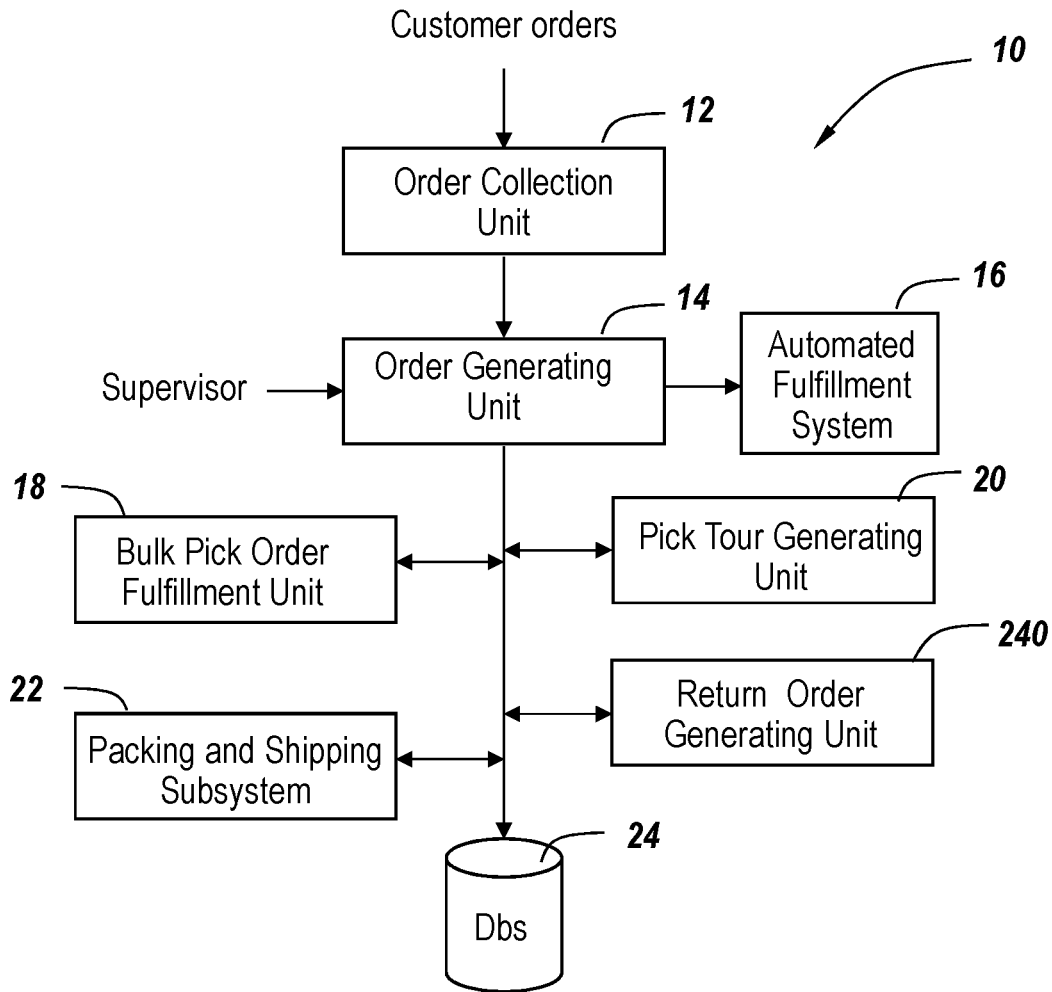 Customer orders
10
12
Order Collection
Unit
14
16
Automated
Fulfillment
System
Order Generating
Unit
Supervisor
18
20
Bulk Pick Order
Fulfillment Unit
Pick Tour Generating
Unit
240
22
Return Order
Generating Unit
Packing and Shipping
Subsystem
24
Dbs